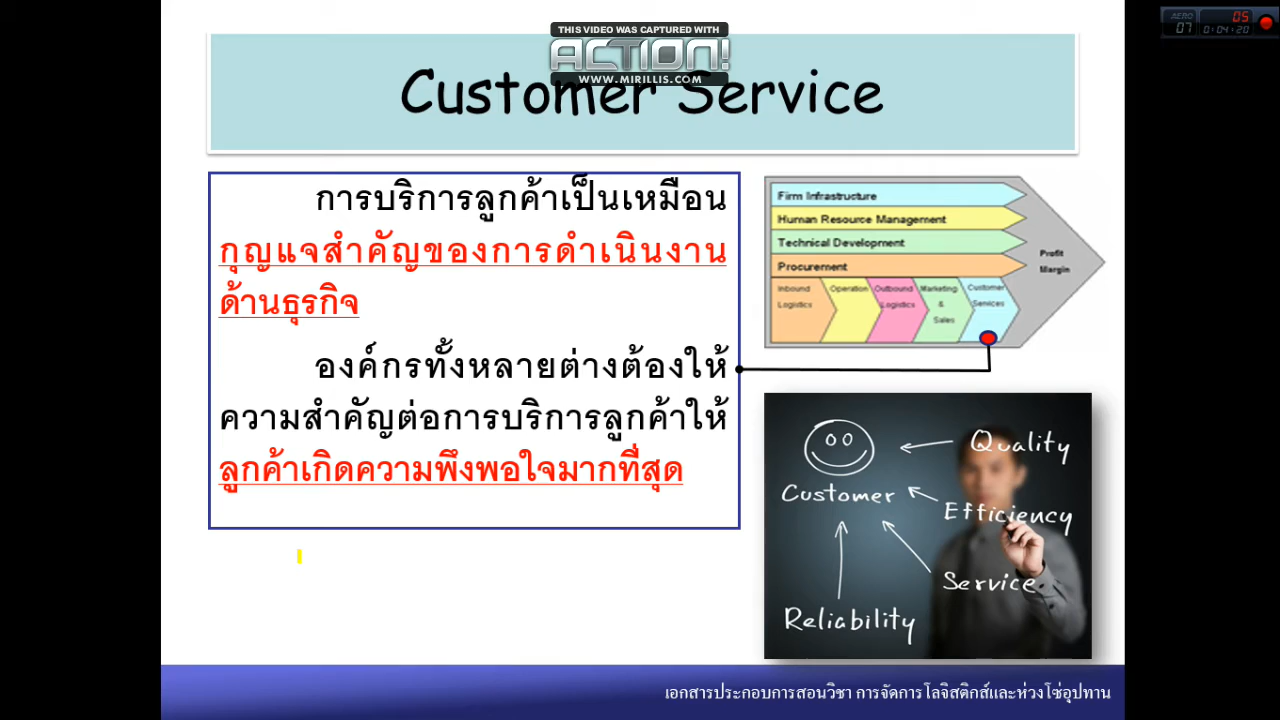 THIS VIDEO WAS CAPTURED WITH
ACTION!
WWW.MIRILLIS.COM
AERO
05
07
0:04:20
Customer Service
การบริการลูกค้าเป็นเหมือน
กุญแจสำคัญของการดำเนินงาน
ด้านธุรกิจ
องค์กรทั้งหลายต่างต้องให้
ความสำคัญต่อการบริการลูกค้าให้
ลูกค้าเกิดความพึงพอใจมากที่สุด
Firm Infrastructure
Human Resource Management
Technical Development
Procurement
Inbound
Logistics
Operation
Outbound
Logistics
Marketing
&
Sales
Customer
Services
Profit
Margin
Quality
Customer
Efficiency
Service
Reliability
เอกสารประกอบการสอนวิชา การจัดการโลจิสติกส์และห่วงโซ่อุปทาน